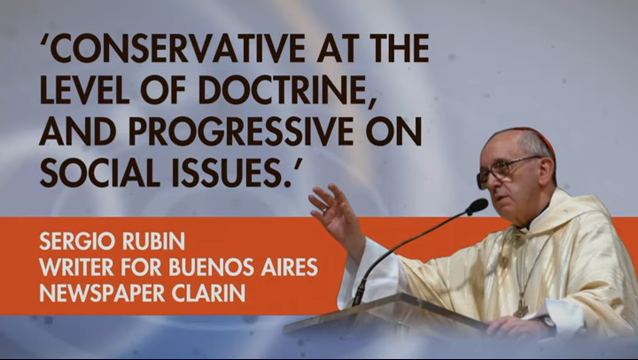 ‘CONSERVATIVE AT THE
LEVEL OF DOCTRINE,
AND PROGRESSIVE ON
SOCIAL ISSUES.’
SERGIO RUBIN
WRITER FOR BUENOS AIRES
NEWSPAPER CLARIN